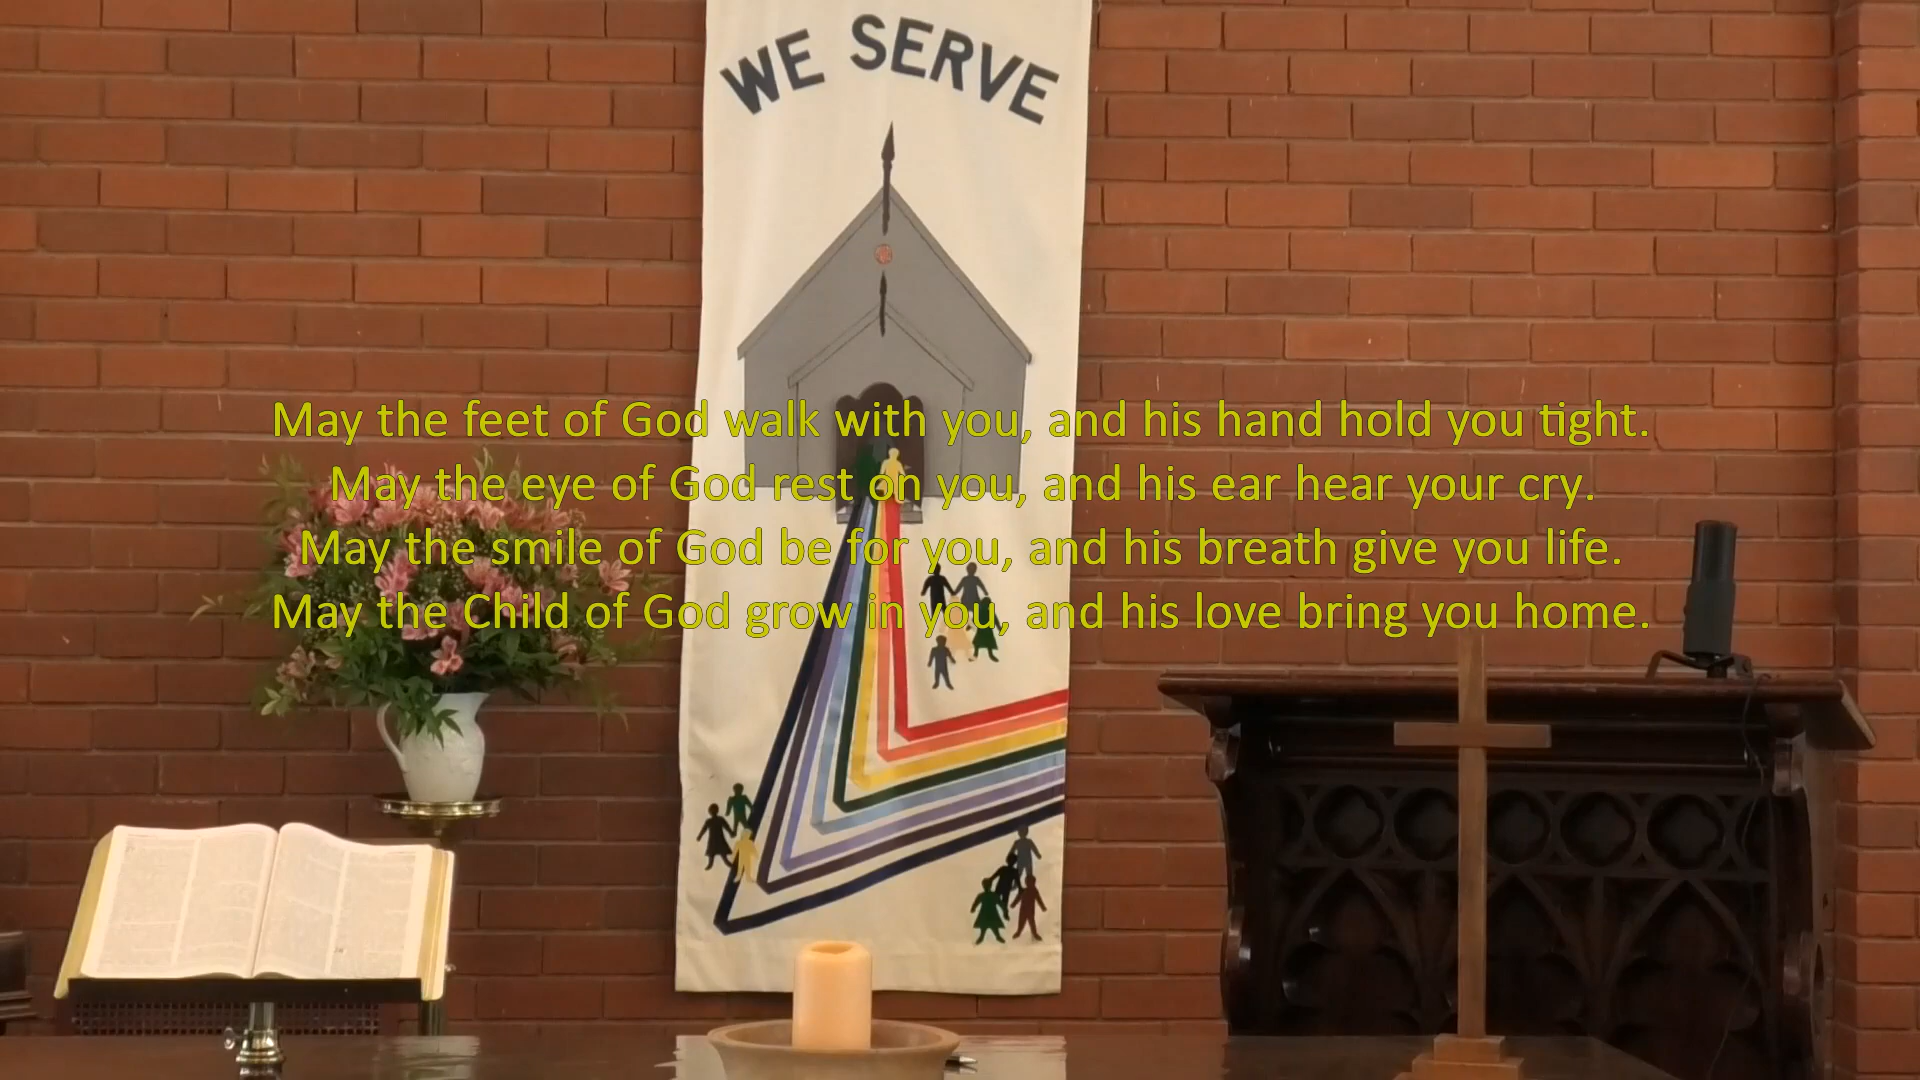 WE SERVE
May the feet of God walk with you, and his hand hold you tight.
May the eye of God rest on you, and his ear hear your cry.
May the smile of God be for you, and his breath give you life.
May the Child of God grow in you, and his love bring you home.